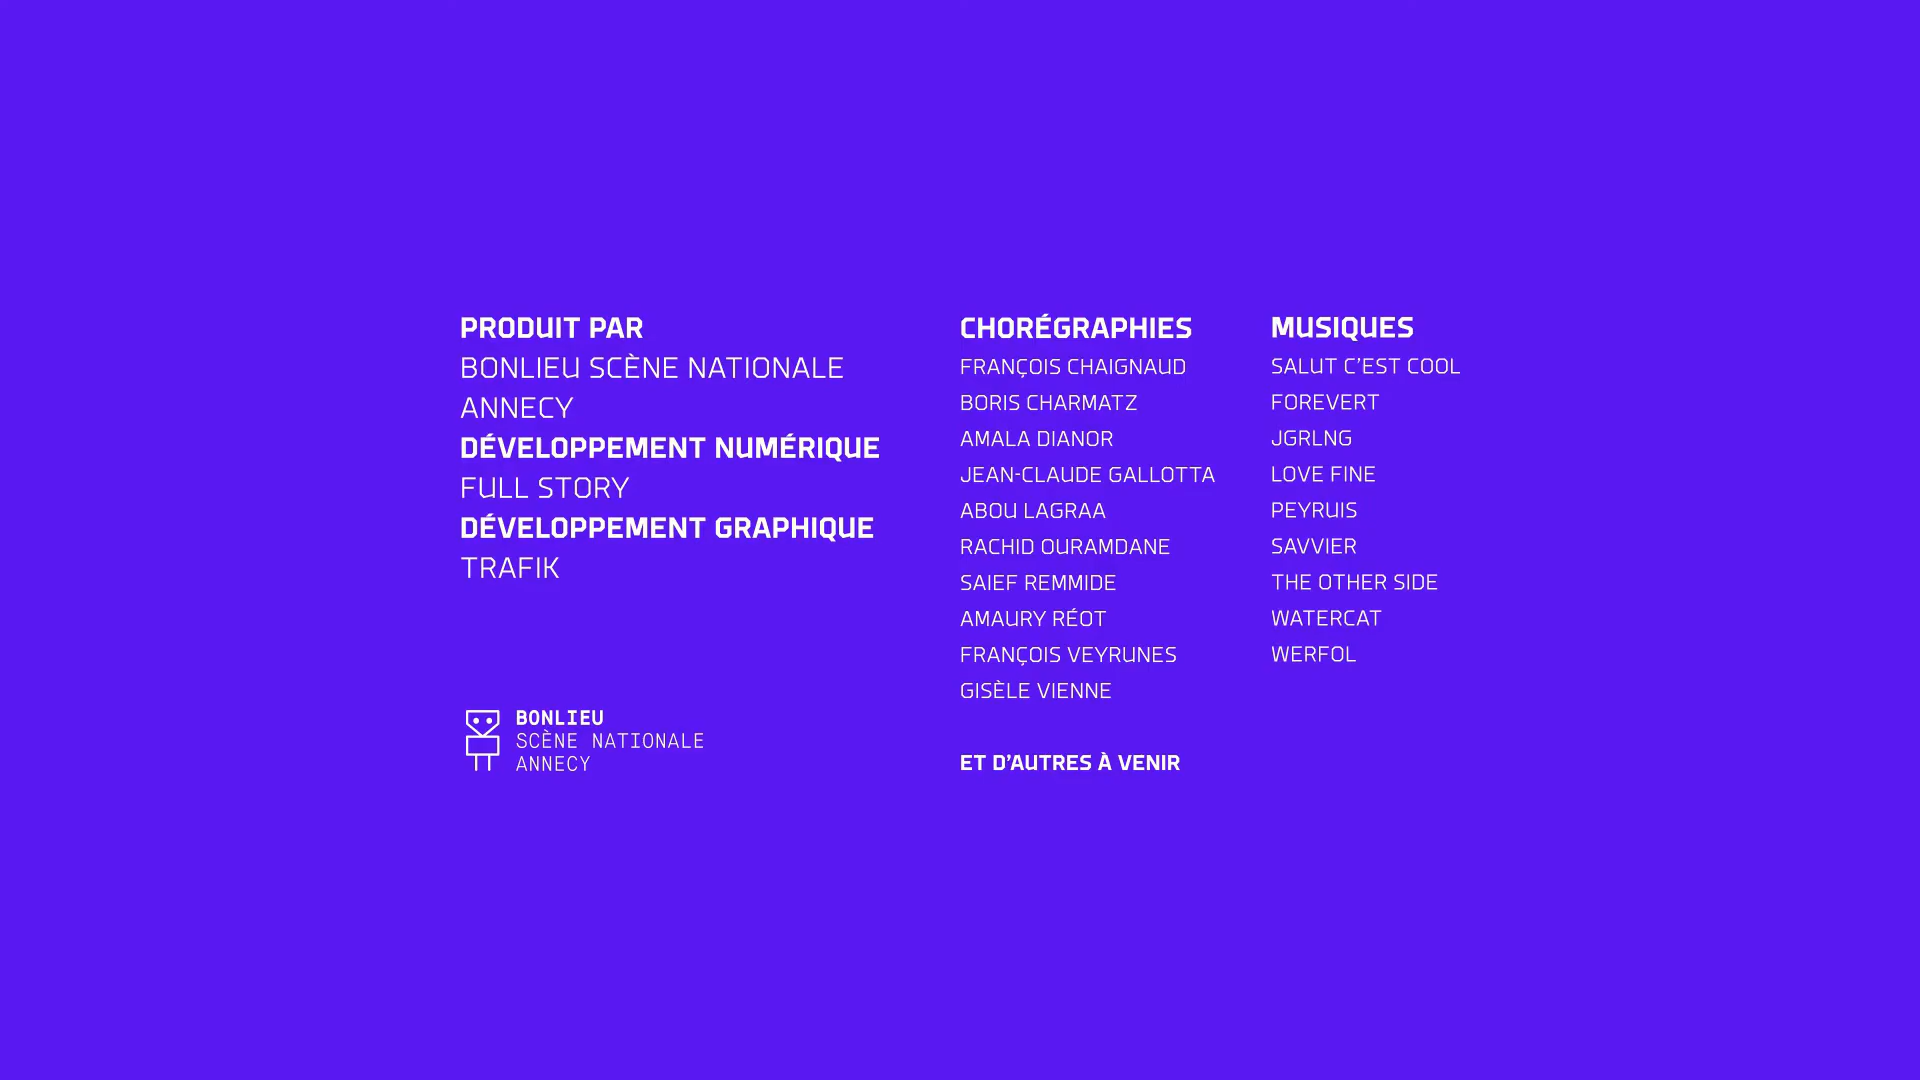 PRODUIT PAR
BONLIEU SCÈNE NATIONALE
ANNECY
DÉVELOPPEMENT NUMÉRIQUE
FULL STORY
DÉVELOPPEMENT GRAPHIQUE
TRAFIK
BONLIEU
SCÈNE NATIONALE
ANNECY
CHORÉGRAPHIES
FRANÇOIS CHAIGNAUD
BORIS CHARMATZ
AMALA DIANOR
JEAN-CLAUDE GALLOTTA
ABOU LAGRAA
RACHID OURAMDANE
SAIEF REMMIDE
AMAURY RÉOT
FRANÇOIS VEYRUNES
GISÈLE VIENNE
ET D’AUTRES À VENIR
MUSIQUES
SALUT C’EST COOL
FOREVERT
JGRLNG
LOVE FINE
PEYRUIS
SAVVIER
THE OTHER SIDE
WATERCAT
WERFOL